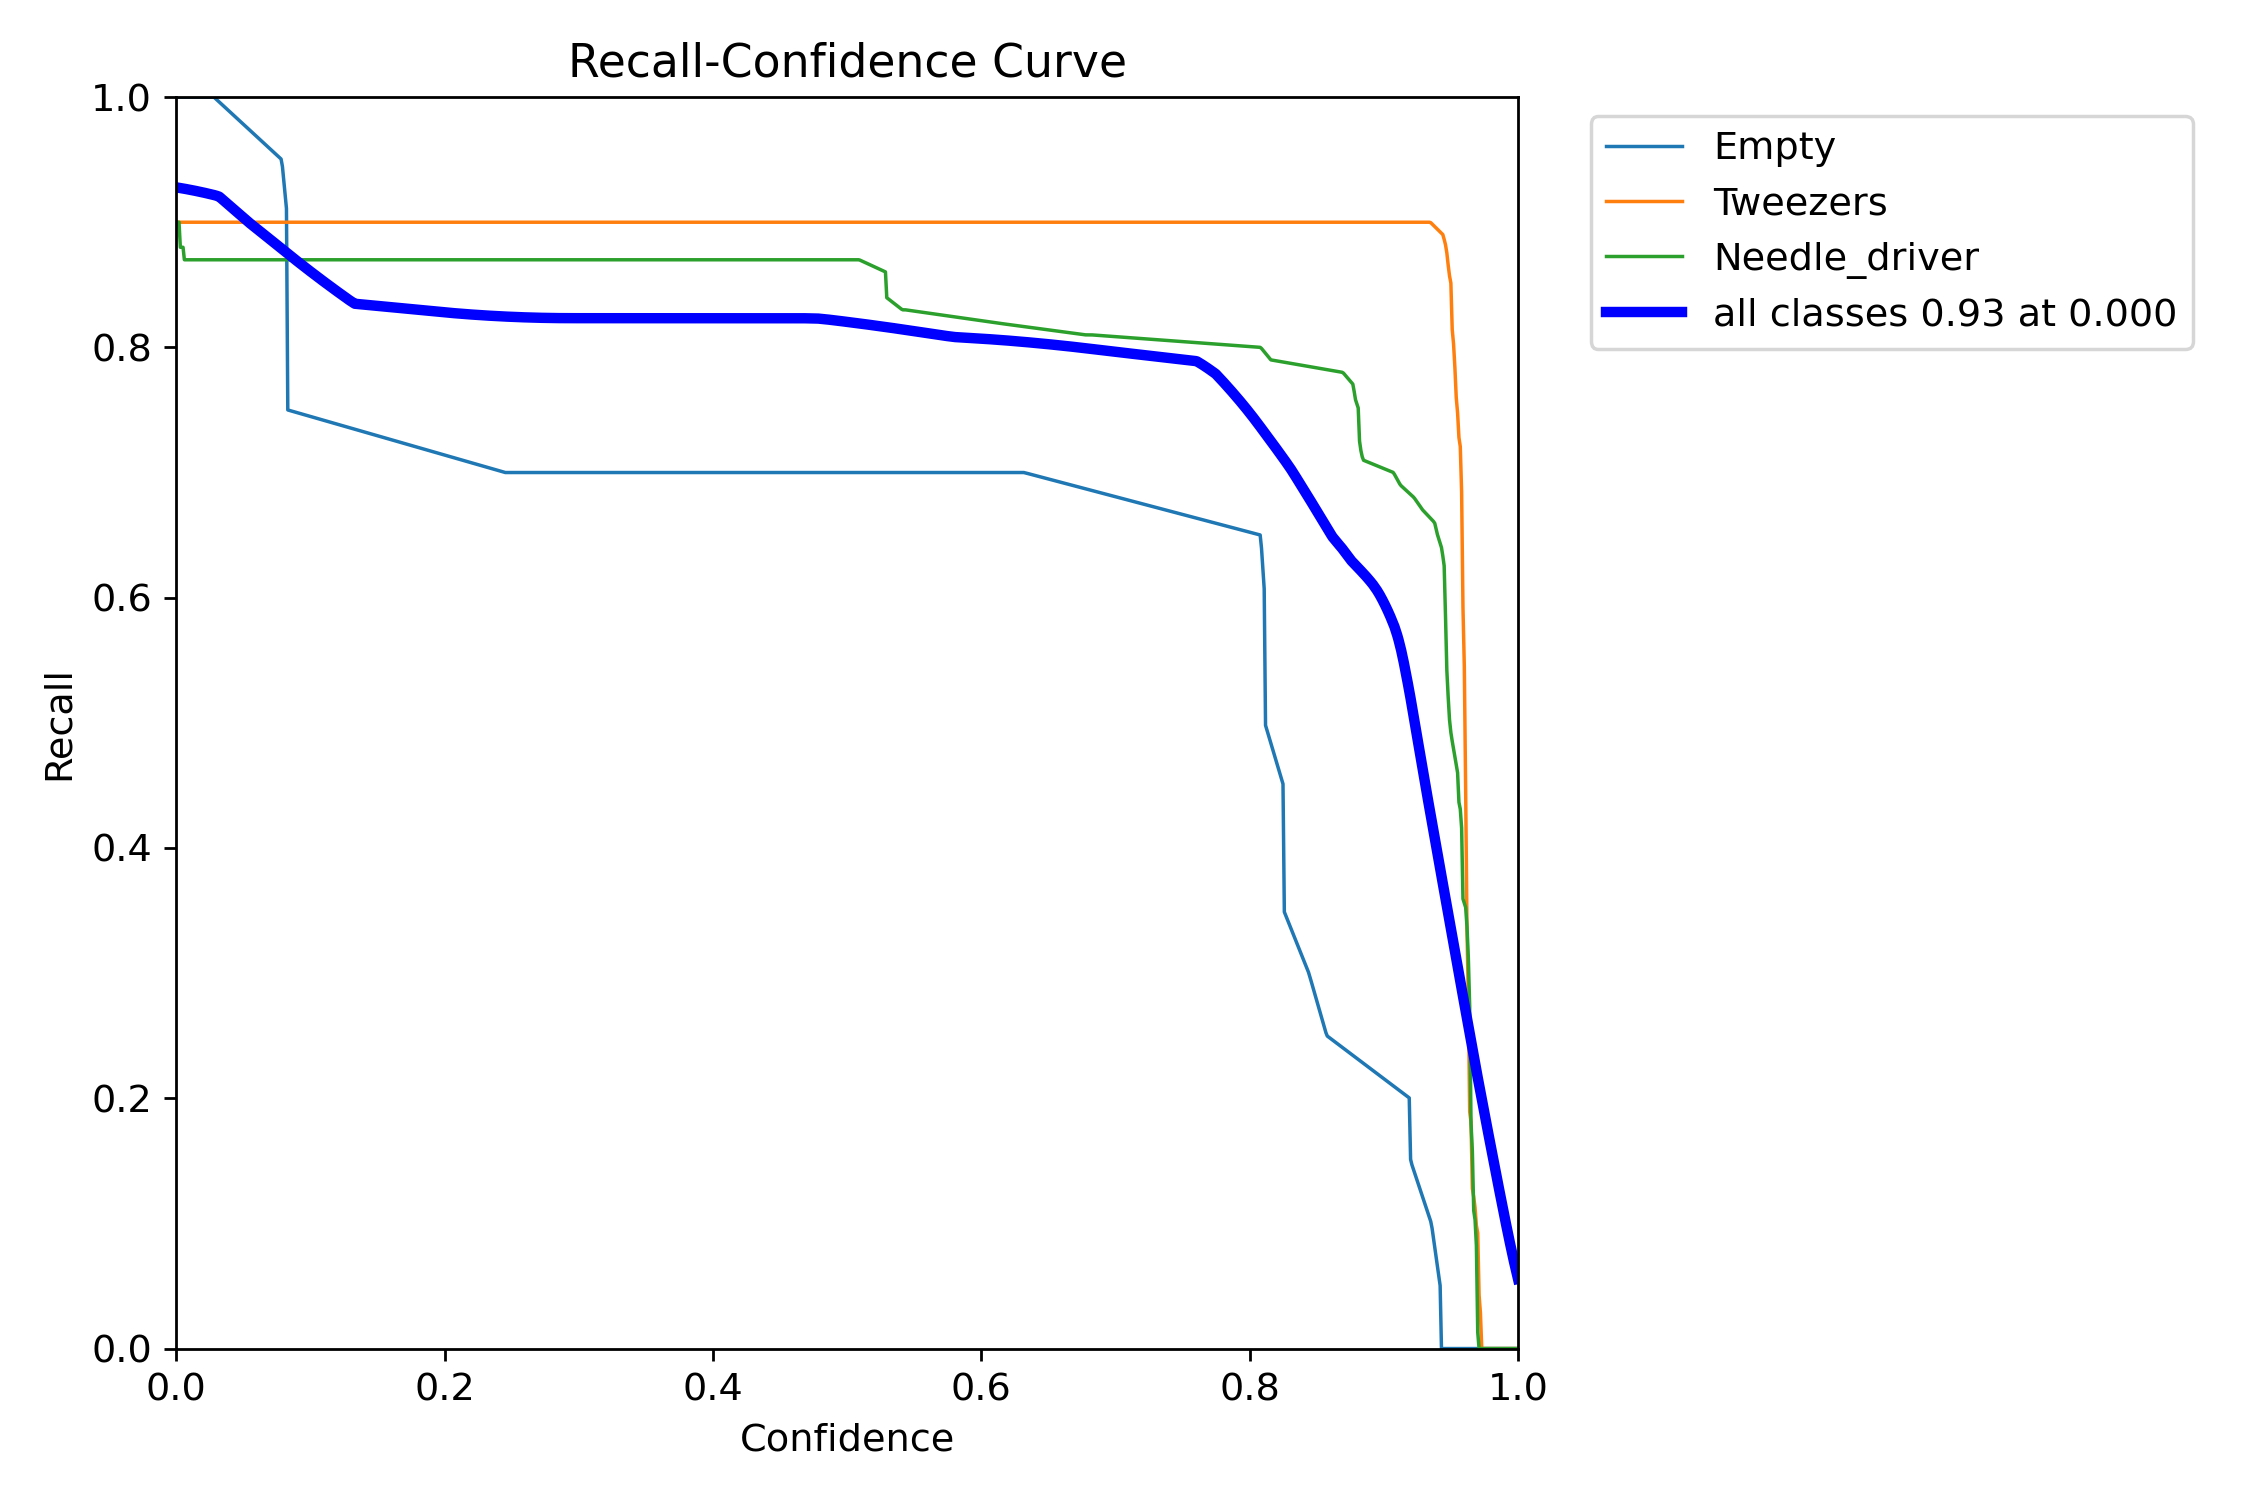 Recall-Confidence Curve
1.0
0.8
0.6
0.4
0.2
0.0
Recall
0.0 0.2 0.4 0.6 0.8 1.0
Confidence
Empty
Tweezers
Needle_driver
all classes 0.93 at 0.000